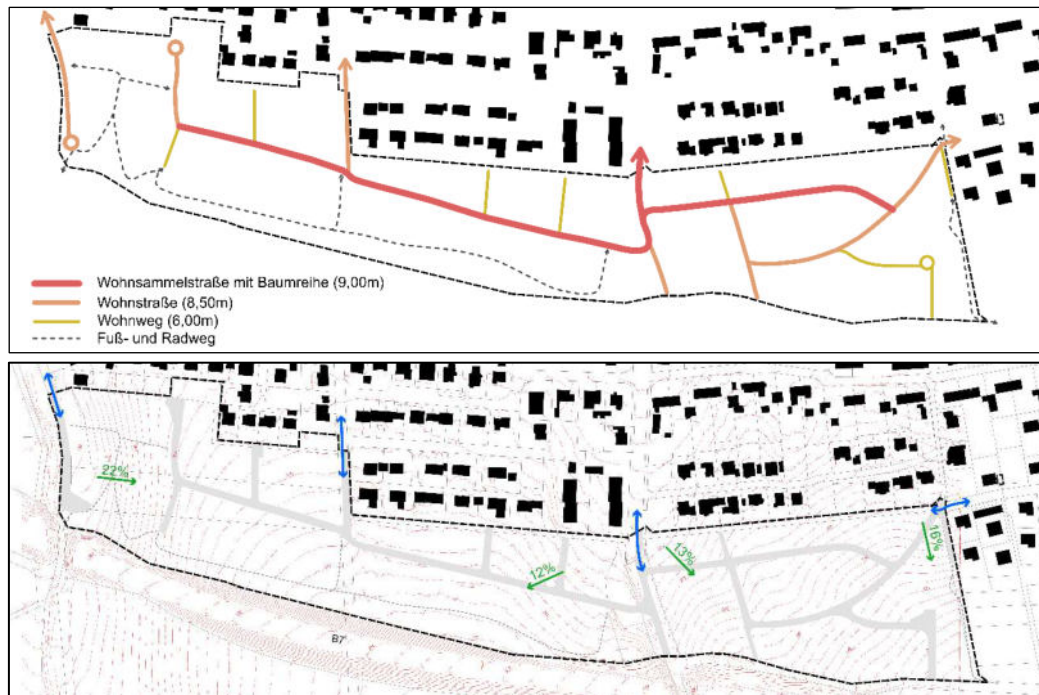 Wohnsammelstraße mit Baumreihe (9,00m)
Wohnstraße (8,50m)
Wohnweg (6,00m)
Fuß- und Radweg
22%
12%
13%
16%
B7